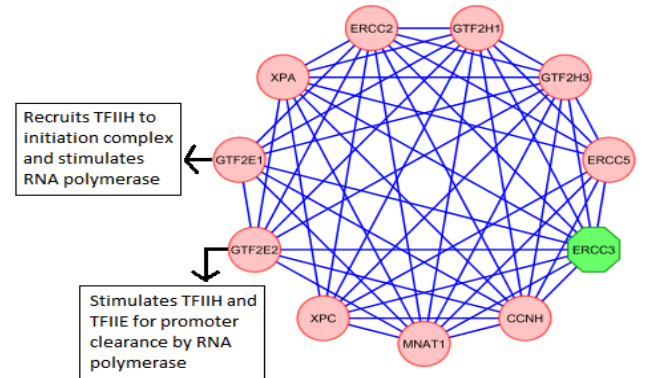 ERCC2
GTF2H1
XPA
GTF2H3
Recruits TFIIH to
initiation complex
and stimulates
RNA polymerase
GTF2E1
ERCC5
GTF2E2
ERCC3
Stimulates TFIIH and
TFIIE for promoter
clearance by RNA
polymerase
XPC
CCNH
MNAT1